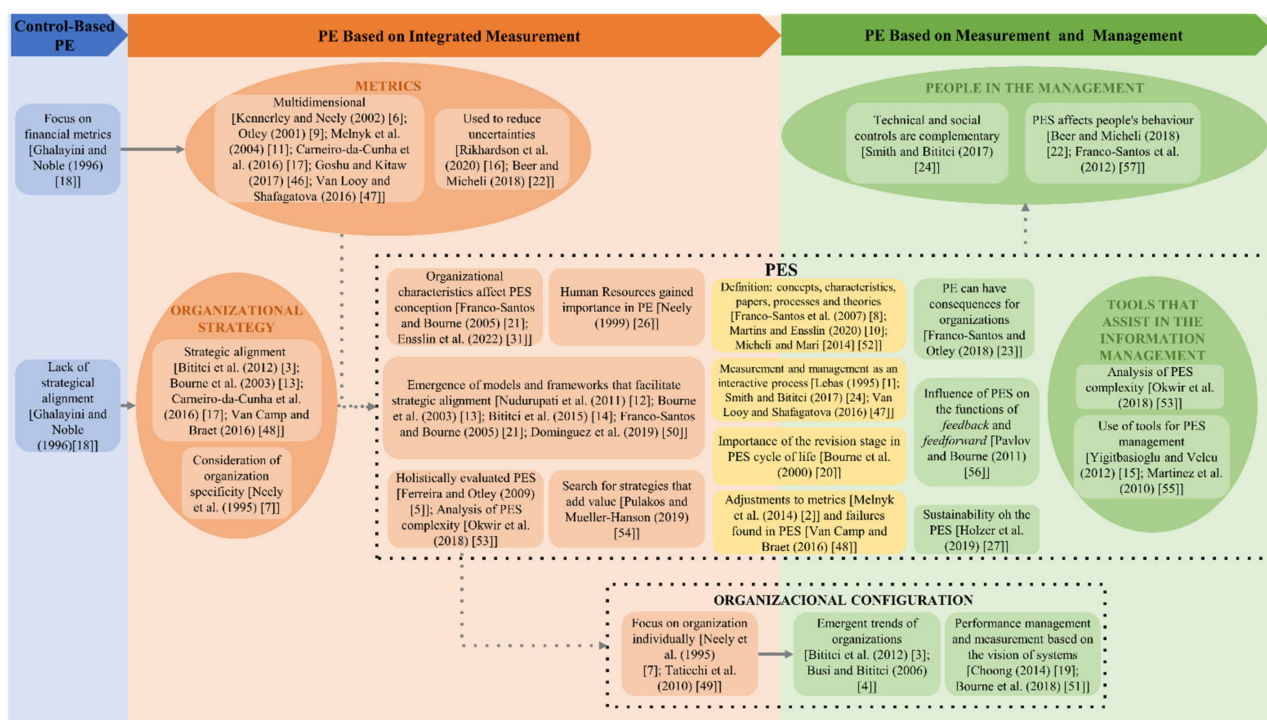 Control-Based
PE
PE Based on Integrated Measurement
PE Based on Measurement and Management
Focus on
financial metrics
[Ghalayini and
Noble (1996)
[18]]
METRICS
Multidimensional
[Kennerley and Neely (2002) [6];
Otley (2001) [9]; Melnyk et al.
(2004) [11]; Carneiro-da-Cunha
et al. (2016) [17]; Goshu and Kitaw
(2017) [46]; Van Looy and
Shafagatova (2016) [47]]
Used to reduce
uncertainties
[Rikhardson et al.
(2020) [16]; Beer and
Micheli (2018) [22]]
PEOPLE IN THE MANAGEMENT
Technical and social
controls are complementary
[Smith and Bititci (2017)
[24]]
PES affects people's behaviour
[Beer and Micheli (2018)
[22]; Franco-Santos et al.
(2012) [57]]
Lack of
strategical
alignment
[Ghalayini and
Noble
(1996)[18]]
ORGANIZATIONAL
STRATEGY
Strategic alignment
[Bititci et al. (2012) [3];
Bourne et al. (2003) [13];
Carneiro-da-Cunha et al.
(2016) [17]; Van Camp and
Braet (2016) [48]]
Consideration of
organization
specificity [Neely
et al. (1995) [7]]
PES
Organizational
characteristics affect PES
conception [Franco-Santos
and Bourne (2005) [21];
Ensslin et al. (2022) [31]]
Human Resources gained
importance in PE [Neely
(1999) [26]]
Emergence of models and frameworks that facilitate
strategic alignment [Nudurupati et al. (2011) [12]; Bourne
et al. (2003) [13]; Bititci et al. (2015) [14]; Franco-Santos
and Bourne (2005) [21]; Dominguez et al. (2019) [50]]
Holistically evaluated PES
[Ferreira and Otley (2009)
[5]]; Analysis of PES
complexity [Okwir et al.
(2018) [53]]
Search for strategies that
add value [Pulakos and
Mueller-Hanson (2019)
[54]]
Definition: concepts, characteristics,
papers, processes and theories
[Franco-Santos et al. (2007) [8];
Martins and Ensslin (2020) [10];
Micheli and Mari [2014] [52]]
Measurement and management as an
interactive process [Lebas (1995) [1];
Smith and Bititci (2017) [24]; Van
Looy and Shafagatova (2016) [47]]
Importance of the revision stage in
PES cycle of life [Bourne et al.
(2000) [20]]
Adjustments to metrics [Melnyk et
al. (2014) [2]] and failures
found in PES [Van Camp and
Braet (2016) [48]]
PE can have
consequences for
organizations
[Franco-Santos and
Otley (2018) [23]]
Influence of PES on
the functions of
feedback and
feedforward [Pavlov
and Bourne (2011)
[56]]
Sustainability oh the
PES [Holzer et al.
(2019) [27]]
TOOLS THAT
ASSIST IN THE
INFORMATION
MANAGEMENT
Analysis of PES
complexity [Okwir et
al. (2018) [53]]
Use of tools for PES
management
[Yigitbasioglu and Velcu
(2012) [15]; Martinez et al.
(2010) [55]]
ORGANIZACIONAL CONFIGURATION
Focus on organization
individually [Neely et
al. (1995)
[7]; Taticchi et al.
(2010) [49]]
Emergent trends of
organizations
[Bititci et al. (2012) [3];
Busi and Bititci (2006)
[4]]
Performance management
and measurement based on
the vision of systems
[Choong (2014) [19];
Bourne et al. (2018) [51]]